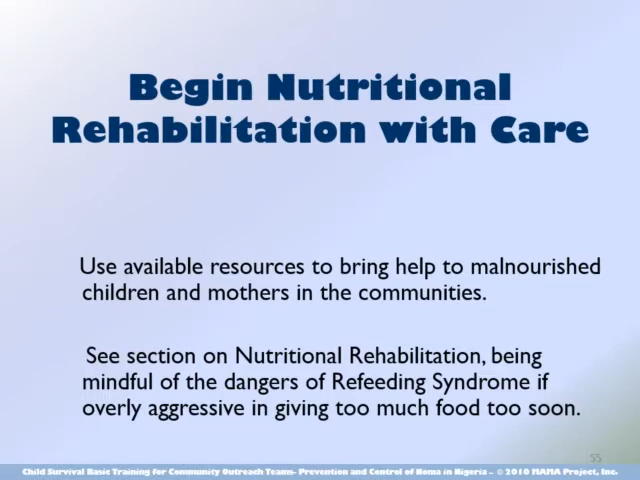 Begin Nutritional
Rehabilitation with Care
Use available resources to bring help to malnourished
children and mothers in the communities.
See section on Nutritional Rehabilitation, being
mindful of the dangers of Refeeding Syndrome if
overly aggressive in giving too much food too soon.
55
Child Survival Basic Training for Community Outreach Teams- Prevention and Control of Noma in Nigeria - © 2010 MAMA Project, Inc.